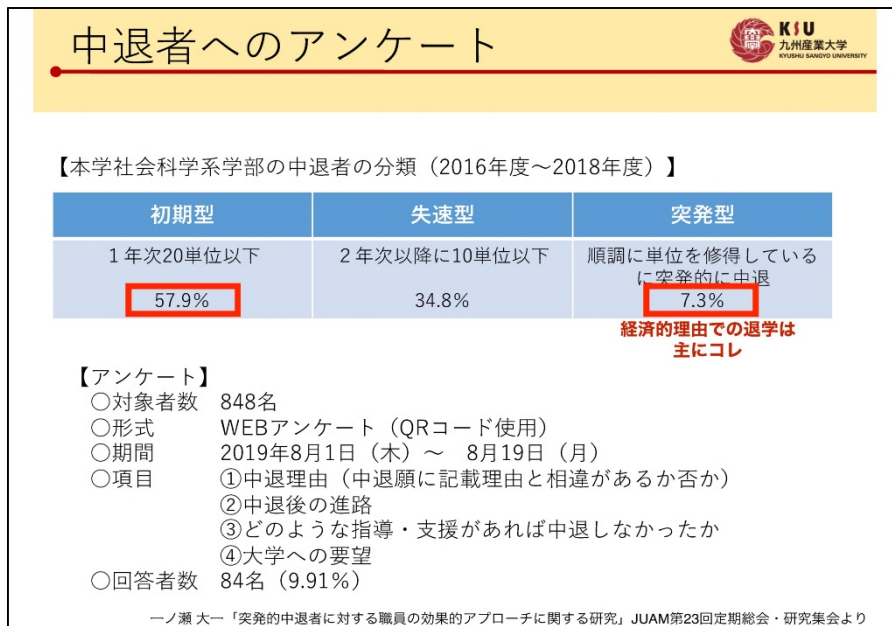 中退者へのアンケート
KSU
九州産業大学
KYUSHU SANGYO UNIVERSITY
【本学社会科学系学部の中退者の分類（2016年度～2018年度）】
初期型 失速型 突発型
1年次20単位以下 2年次以降に10単位以下 順調に単位を修得している
に突発的に中退
57.9% 34.8% 7.3%
経済的理由での退学は
主にコレ
【アンケート】
○対象者数 848名
○形式 WEBアンケート（QRコード使用）
○期間 2019年8月1日（木）～ 8月19日（月）
○項目 ①中退理由（中退願に記載理由と相違があるか否か）
②中退後の進路
③どのような指導・支援があれば中退しなかったか
④大学への要望
○回答者数 84名（9.91%）
一ノ瀬 大一「突発的中退者に対する職員の効果的アプローチに関する研究」JUAM第23回定期総会・研究集会より